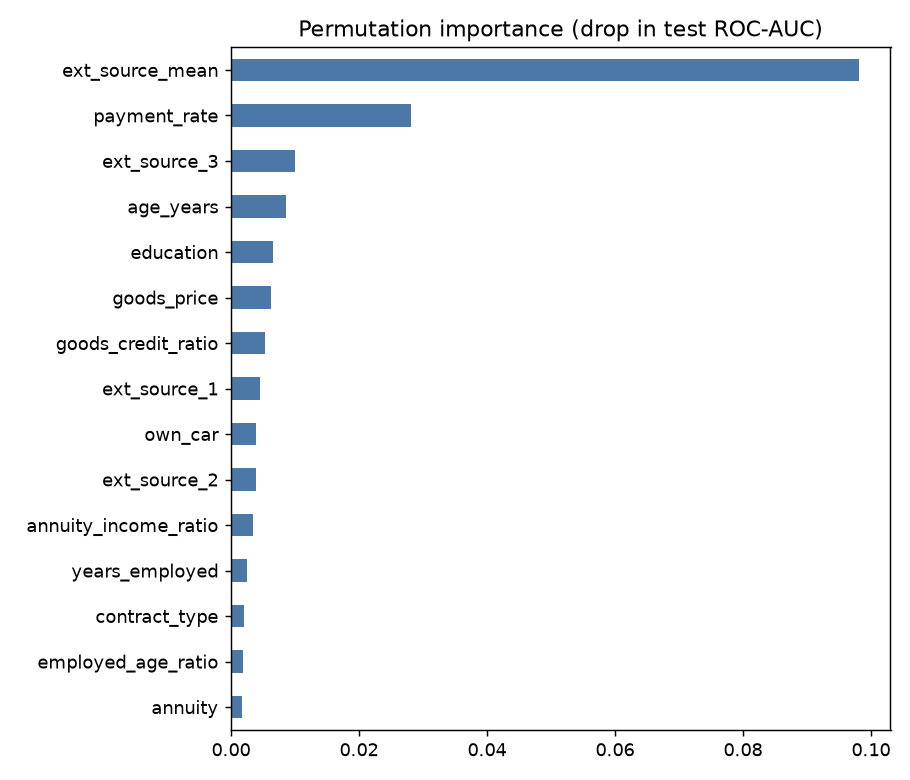 Permutation importance (drop in test ROC-AUC)
ext_source_mean
payment_rate
ext_source_3
age_years
education
goods_price
goods_credit_ratio
ext_source_1
own_car
ext_source_2
annuity_income_ratio
years_employed
contract_type
employed_age_ratio
annuity
0.00 0.02 0.04 0.06 0.08 0.10